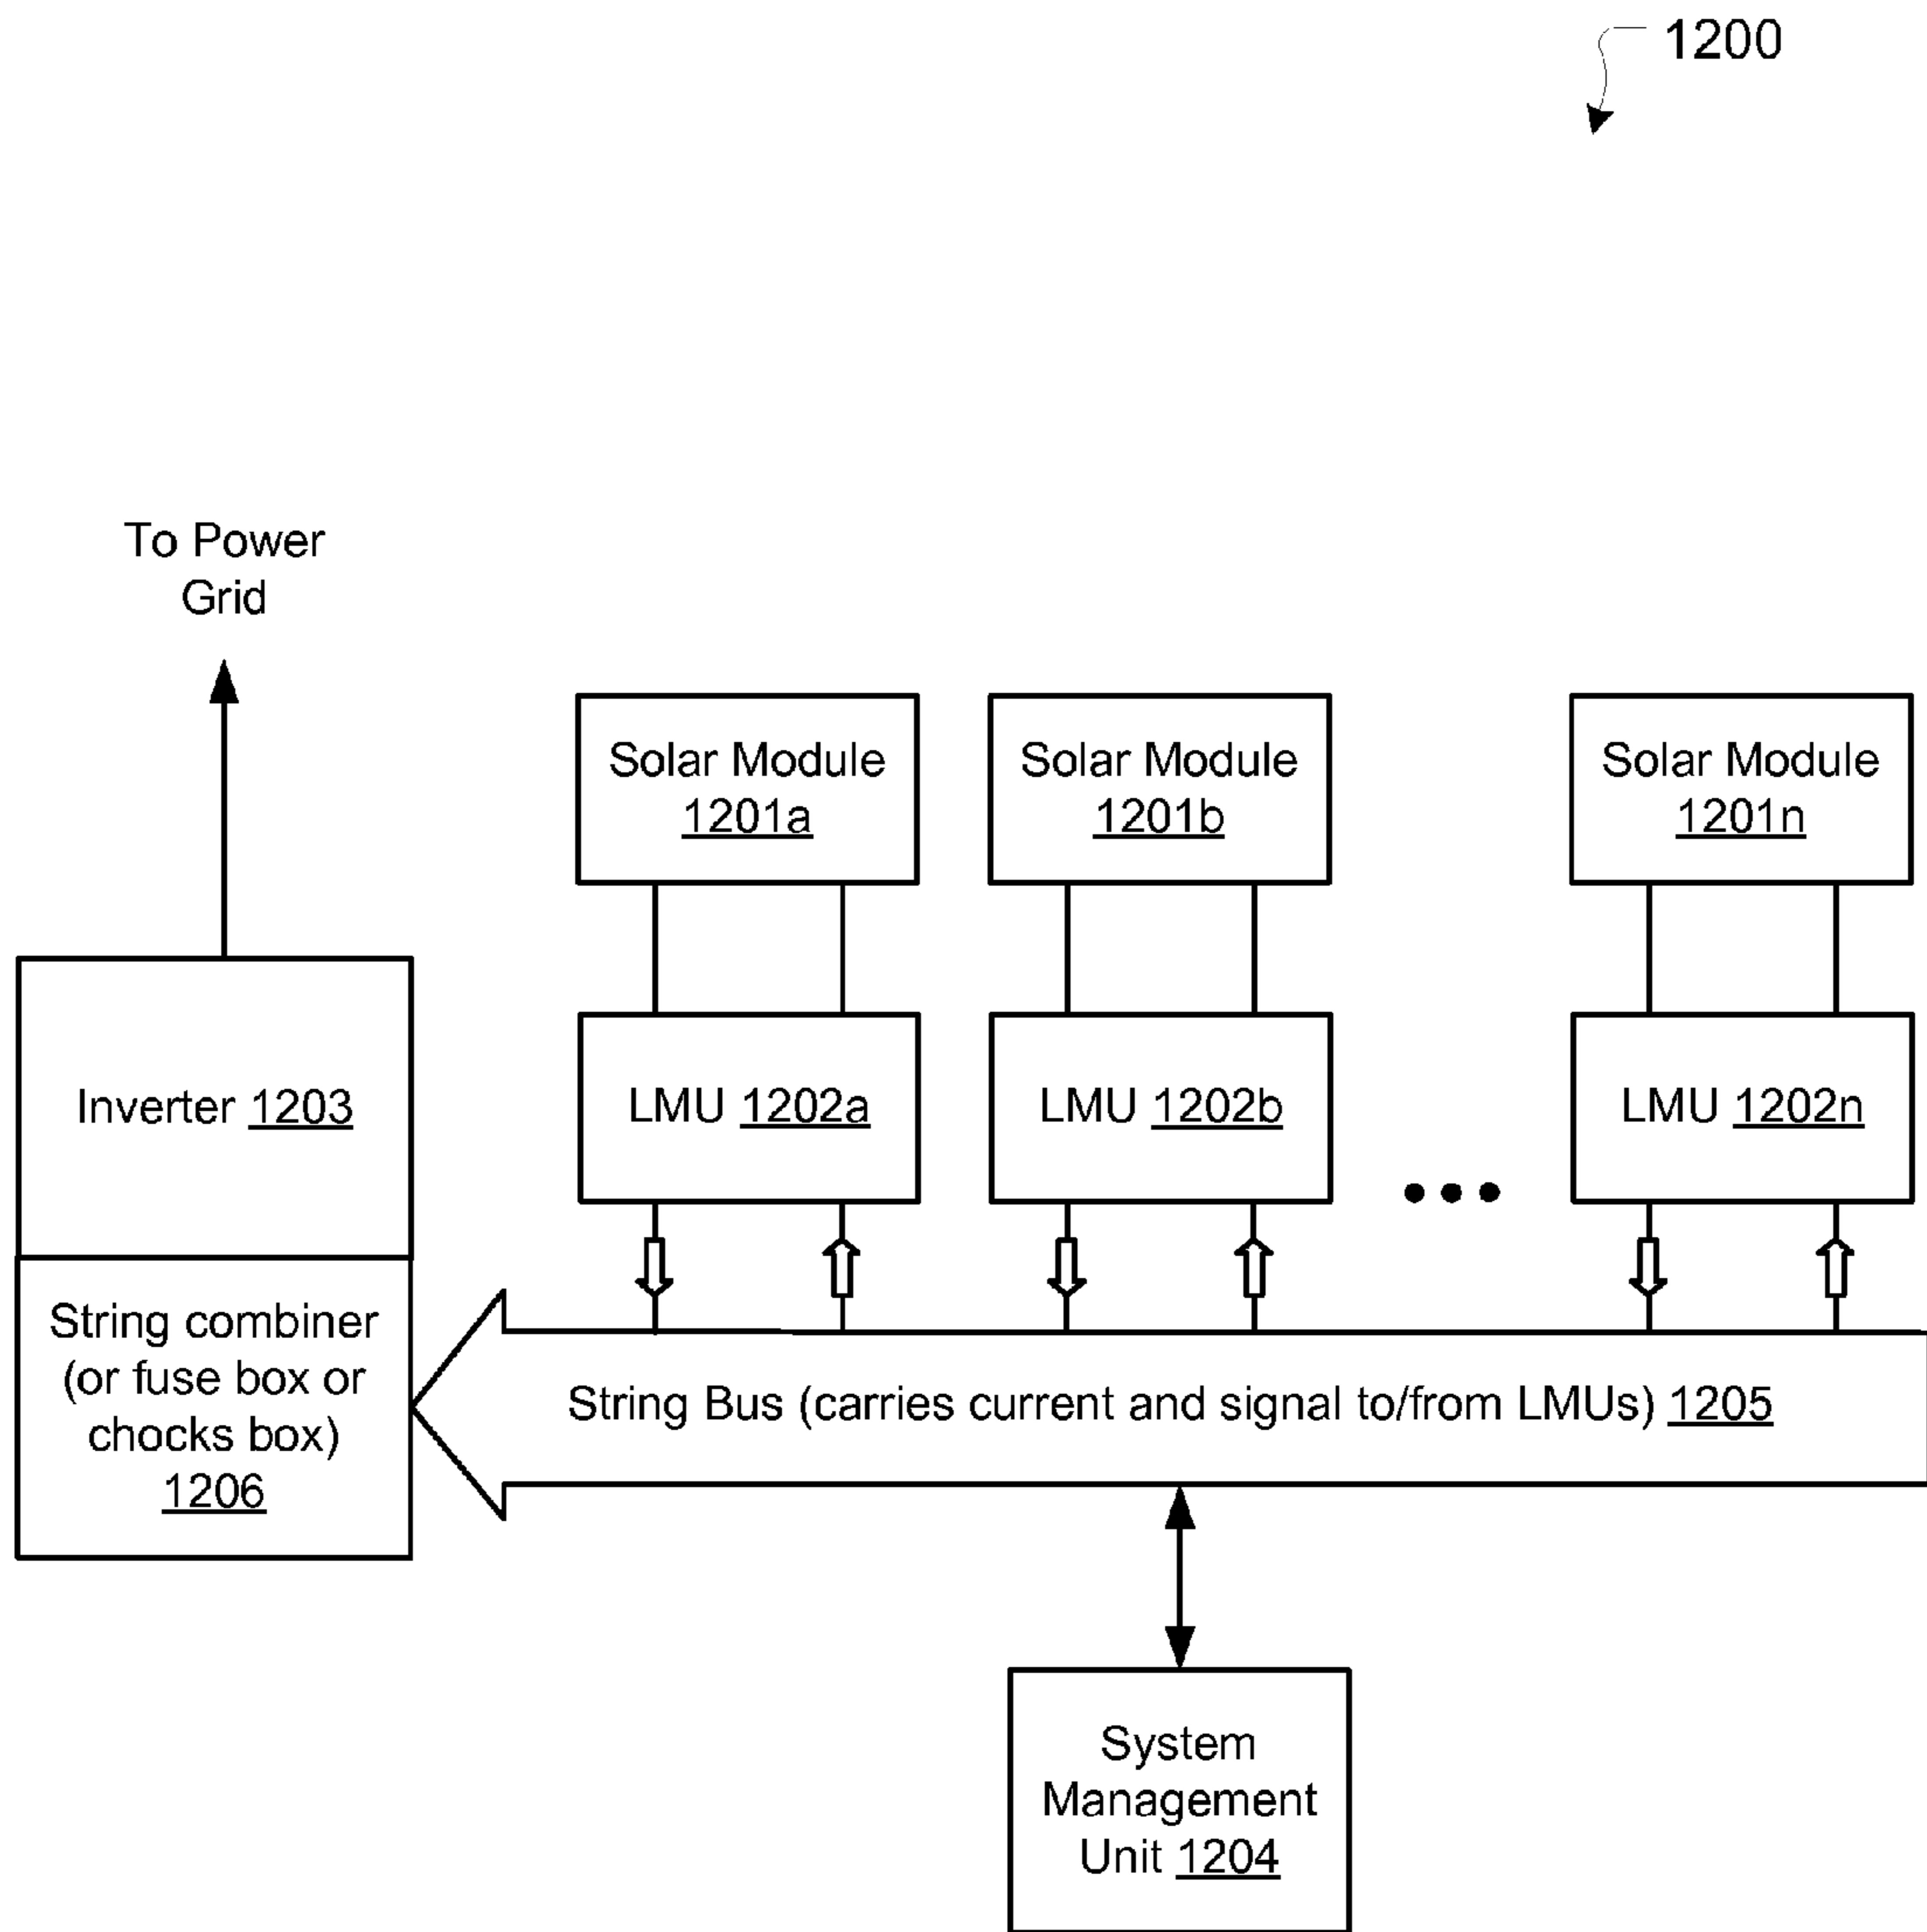 1200
To Power
Grid
Solar Module
1201a
Solar Module
1201b
Solar Module
1201n
Inverter 1203
LMU 1202a
LMU 1202b
LMU 1202n
String combiner
(or fuse box or
chocks box)
1206
String Bus (carries current and signal to/from LMUs) 1205
System
Management
Unit 1204